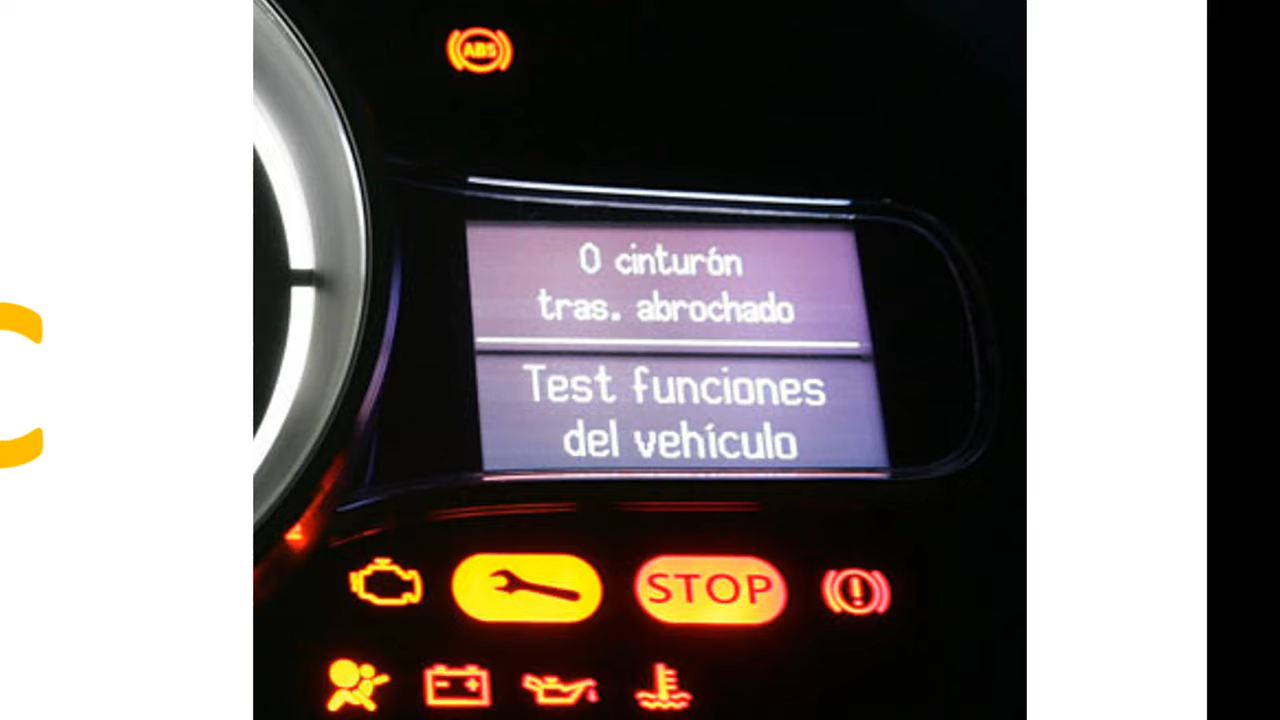 ABS
0 cinturón
tras. abrochado
Test funciones
del vehículo
STOP